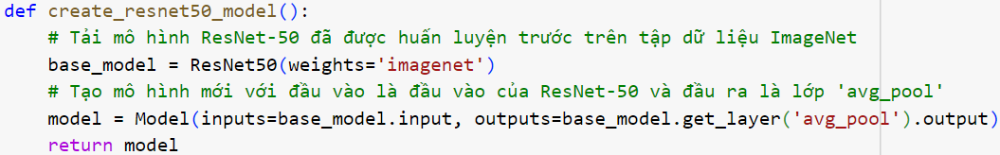 def create_resnet50_model():
    # Tải mô hình ResNet-50 đã được huấn luyện trước trên tập dữ liệu ImageNet
    base_model = ResNet50(weights='imagenet')
    # Tạo mô hình mới với đầu vào là đầu vào của ResNet-50 và đầu ra là lớp 'avg_pool'
    model = Model(inputs=base_model.input, outputs=base_model.get_layer('avg_pool').output)
    return model